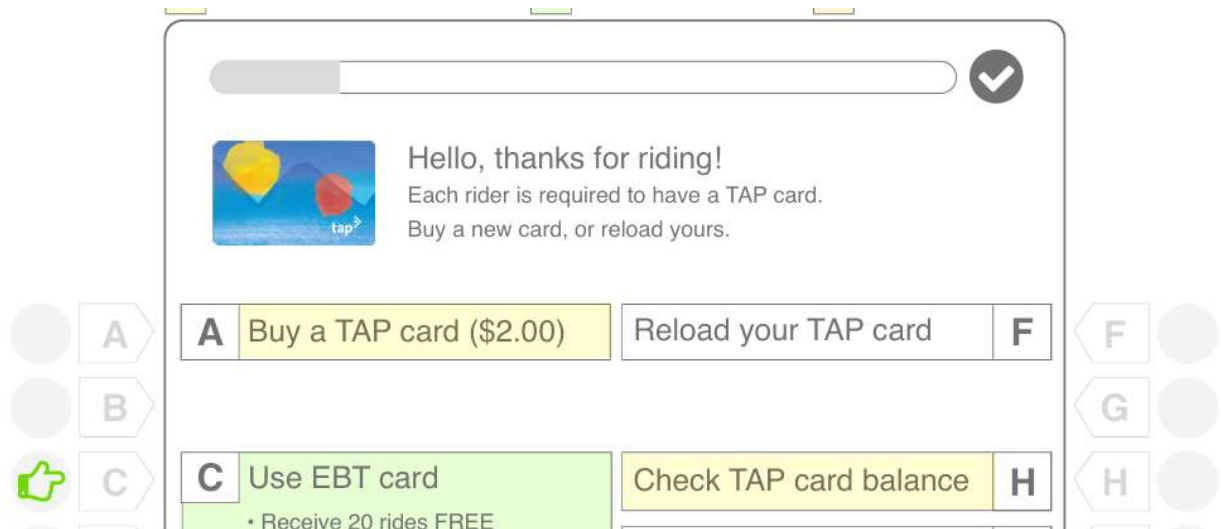 Hello, thanks for riding!
Each rider is required to have a TAP card.
Buy a new card, or reload yours.
tap
A
A Buy a TAP card ($2.00)
Reload your TAP card F
F
B
G
C
C Use EBT card
Check TAP card balance H
H
• Receive 20 rides FREE